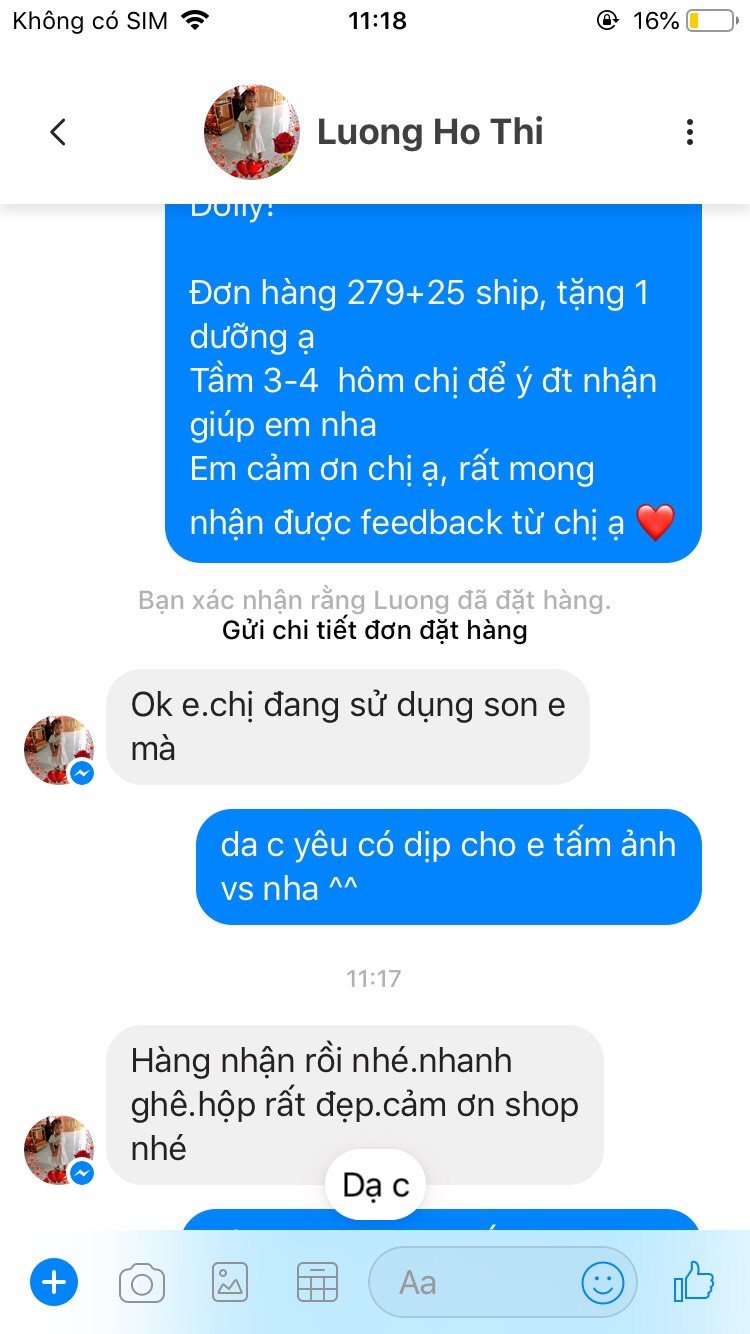 Không có SIM
11:18
16%
Luong Ho Thi
Dolly!
Đơn hàng 279+25 ship, tặng 1
dưỡng ạ
Tầm 3-4  hôm chị để ý đt nhận
giúp em nha
Em cảm ơn chị ạ, rất mong
nhận được feedback từ chị ạ ❤️
Bạn xác nhận rằng Luong đã đặt hàng.
Gửi chi tiết đơn đặt hàng
Ok e.chị đang sử dụng son e
mà
da c yêu có dịp cho e tấm ảnh
vs nha ^^
11:17
Hàng nhận rồi nhé.nhanh
ghê.hộp rất đẹp.cảm ơn shop
nhé
Dạ c
Aa